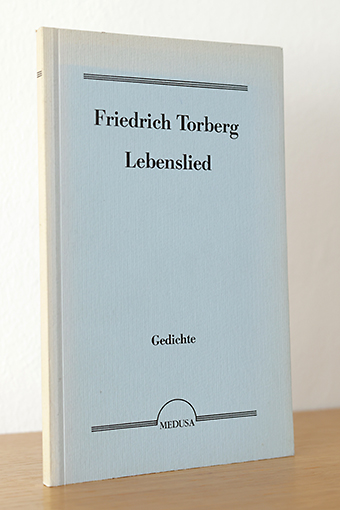 Friedrich Torberg
Lebenslied
Gedichte
MEDUSA